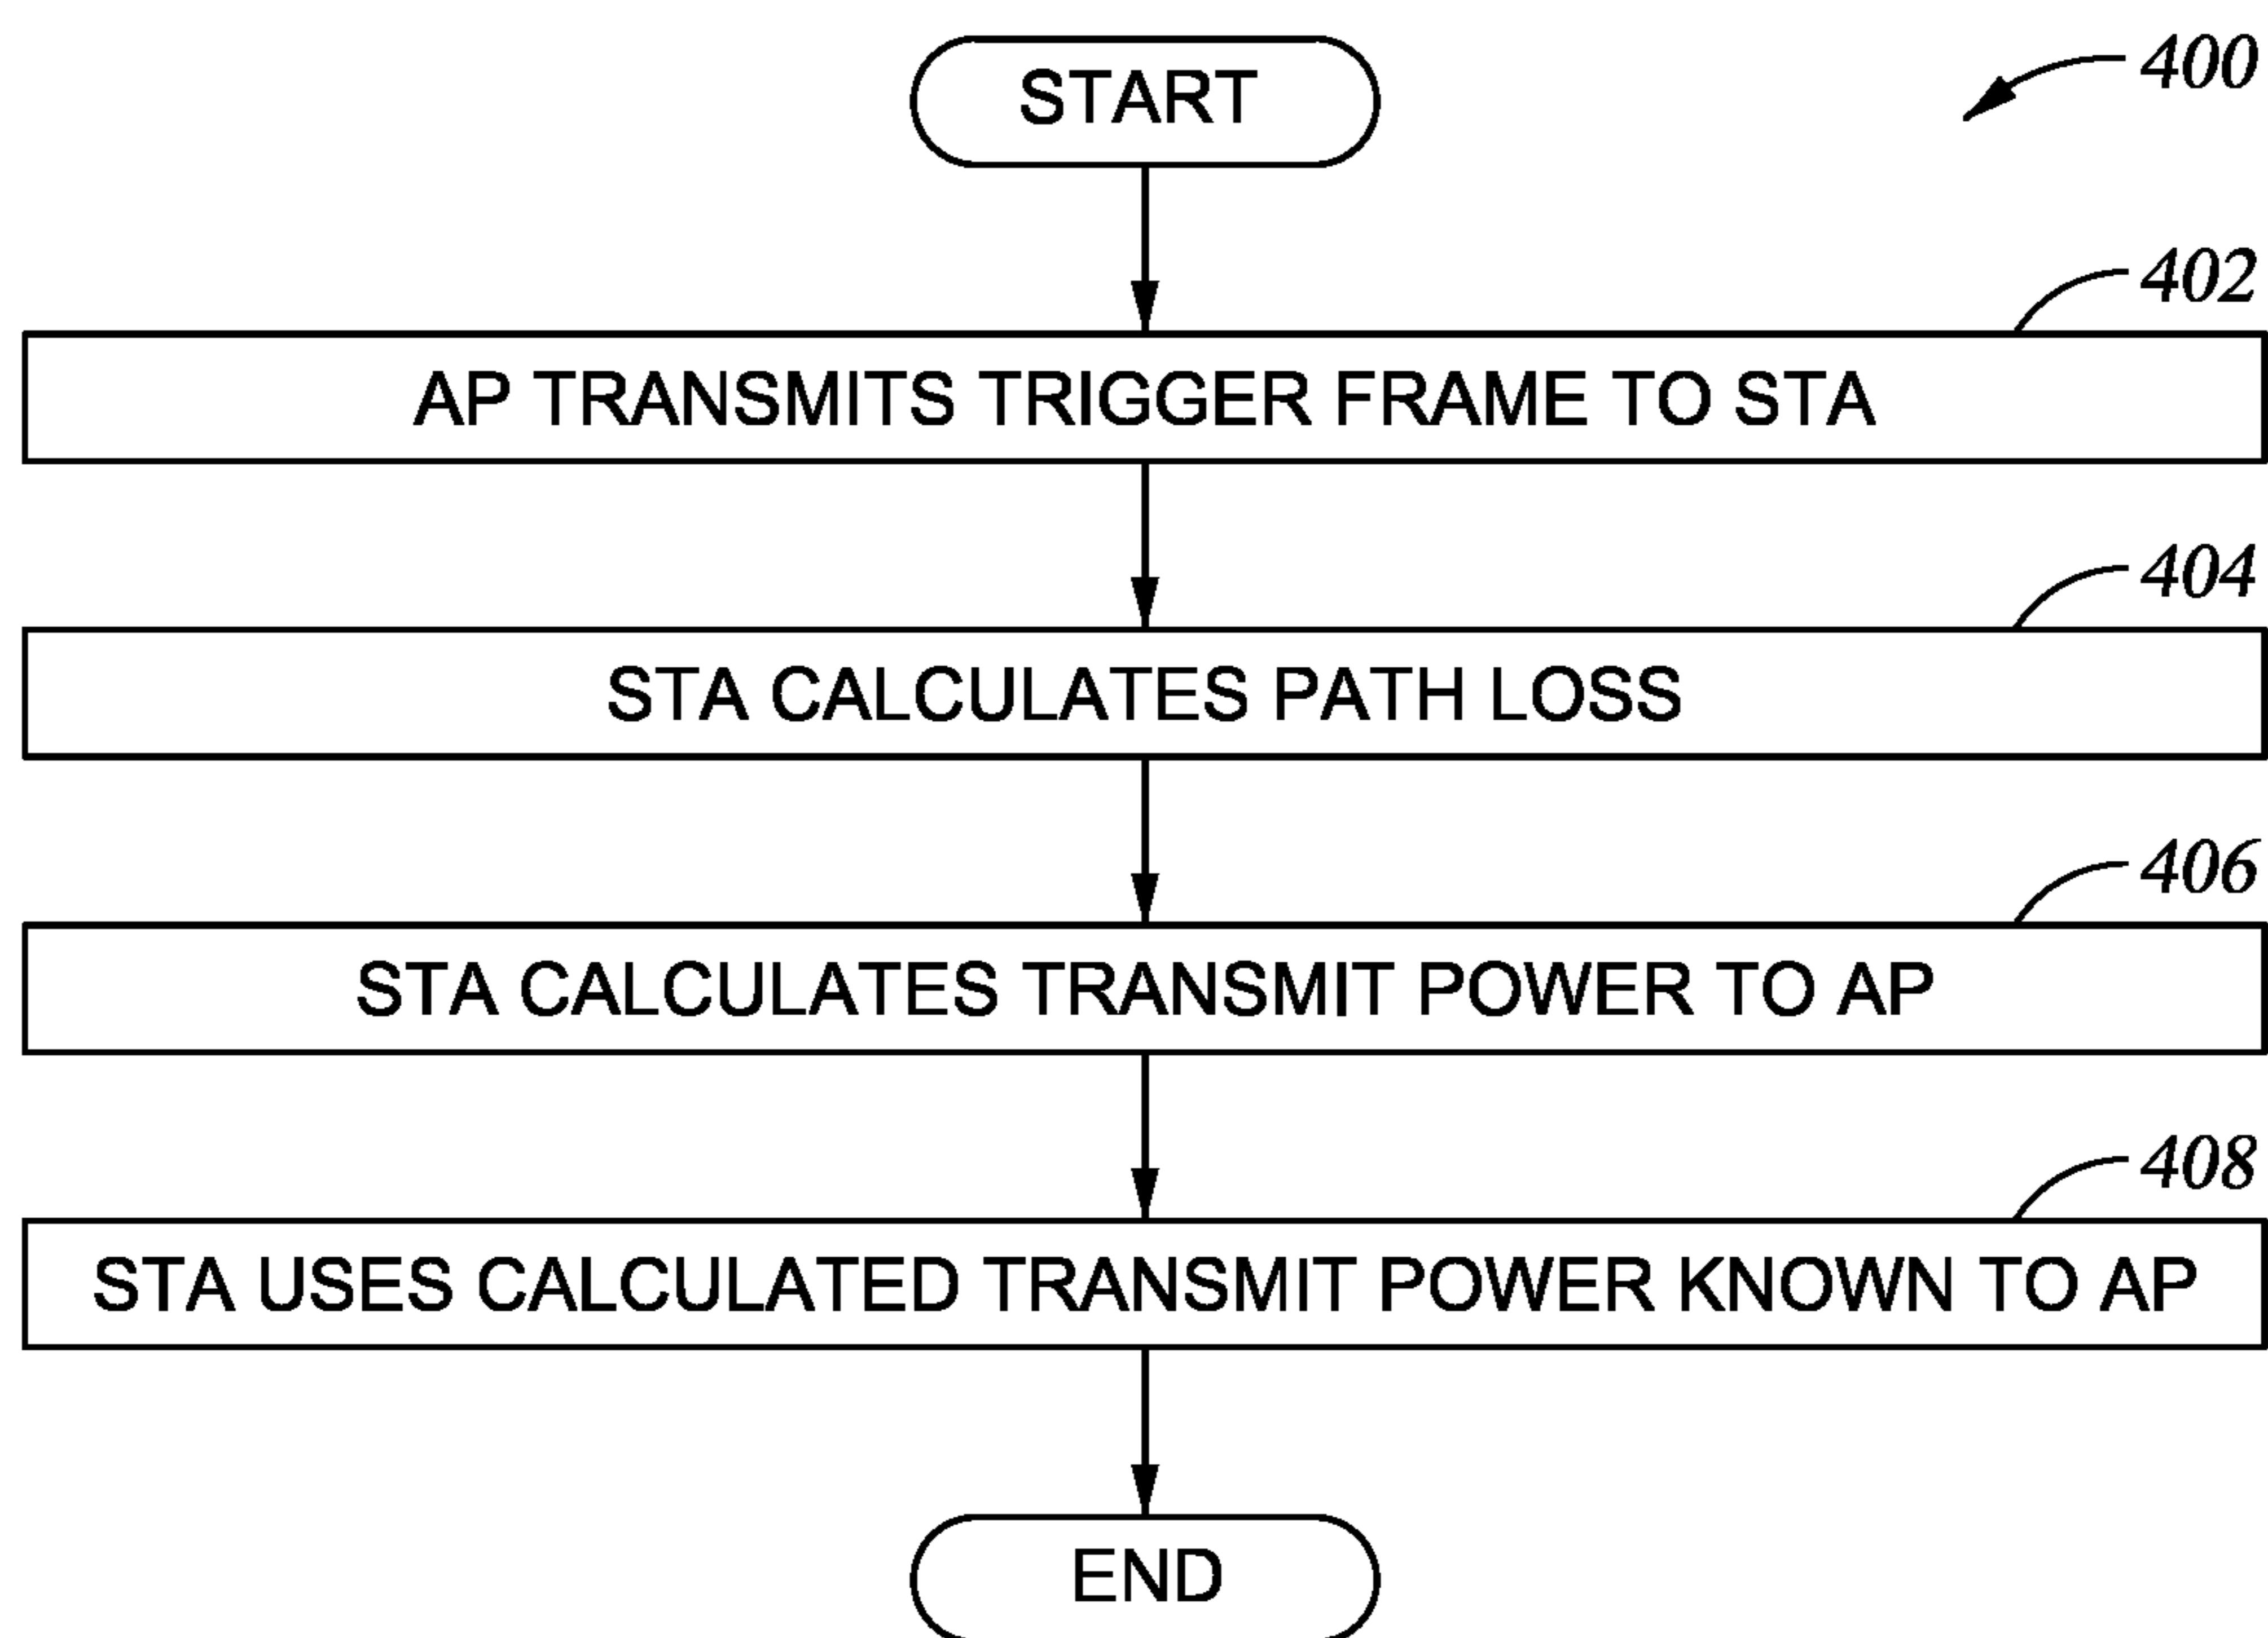 START
400
402
AP TRANSMITS TRIGGER FRAME TO STA
404
STA CALCULATES PATH LOSS
406
STA CALCULATES TRANSMIT POWER TO AP
408
STA USES CALCULATED TRANSMIT POWER KNOWN TO AP
END